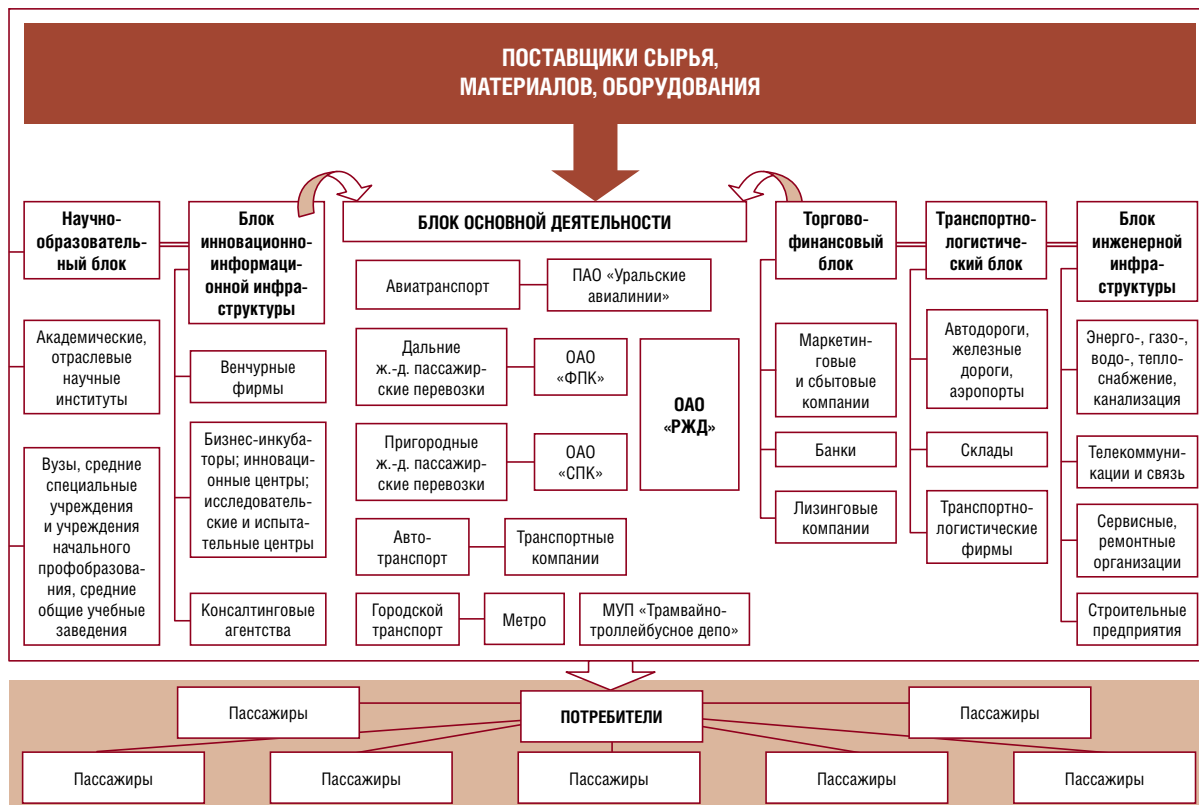 ПОСТАВЩИКИ СЫРЬЯ,
МАТЕРИАЛОВ, ОБОРУДОВАНИЯ
Научно-
образователь-
ный блок
Академические,
отраслевые
научные
институты
Вузы, средние
специальные
учреждения
и учреждения
начального
профобразова-
ния, средние
общие учебные
заведения
Блок
инновационно-
информаци-
онной инфра-
структуры
Венчурные
фирмы
Бизнес-инкуба-
торы; инноваци-
онные центры;
исследователь-
ские и испыта-
тельные центры
Консалтинговые
агентства
БЛОК ОСНОВНОЙ ДЕЯТЕЛЬНОСТИ
Авиатранспорт
ПАО «Уральские
авиалинии»
Дальние
ж.-д. пассажир-
ские перевозки
ОАО
«ФПК»
Пригородные
ж.-д. пассажир-
ские перевозки
ОАО
«СПК»
ОАО
«РЖД»
Авто-
транспорт
Транспортные
компании
Городской
транспорт
Метро
МУП «Трамвайно-
троллейбусное депо»
Торгово-
финансовый
блок
Маркетин-
говые
и сбытовые
компании
Банки
Лизинговые
компании
Транспортно-
логистиче-
ский блок
Автодороги,
железные
дороги,
аэропорты
Склады
Транспортно-
логистические
фирмы
Блок
инженерной
инфра-
структуры
Энерго-, газо-,
водо-, тепло-
снабжение,
канализация
Телекоммуни-
кации и связь
Сервисные,
ремонтные
организации
Строительные
предприятия
Пассажиры
ПОТРЕБИТЕЛИ
Пассажиры
Пассажиры
Пассажиры
Пассажиры
Пассажиры
Пассажиры